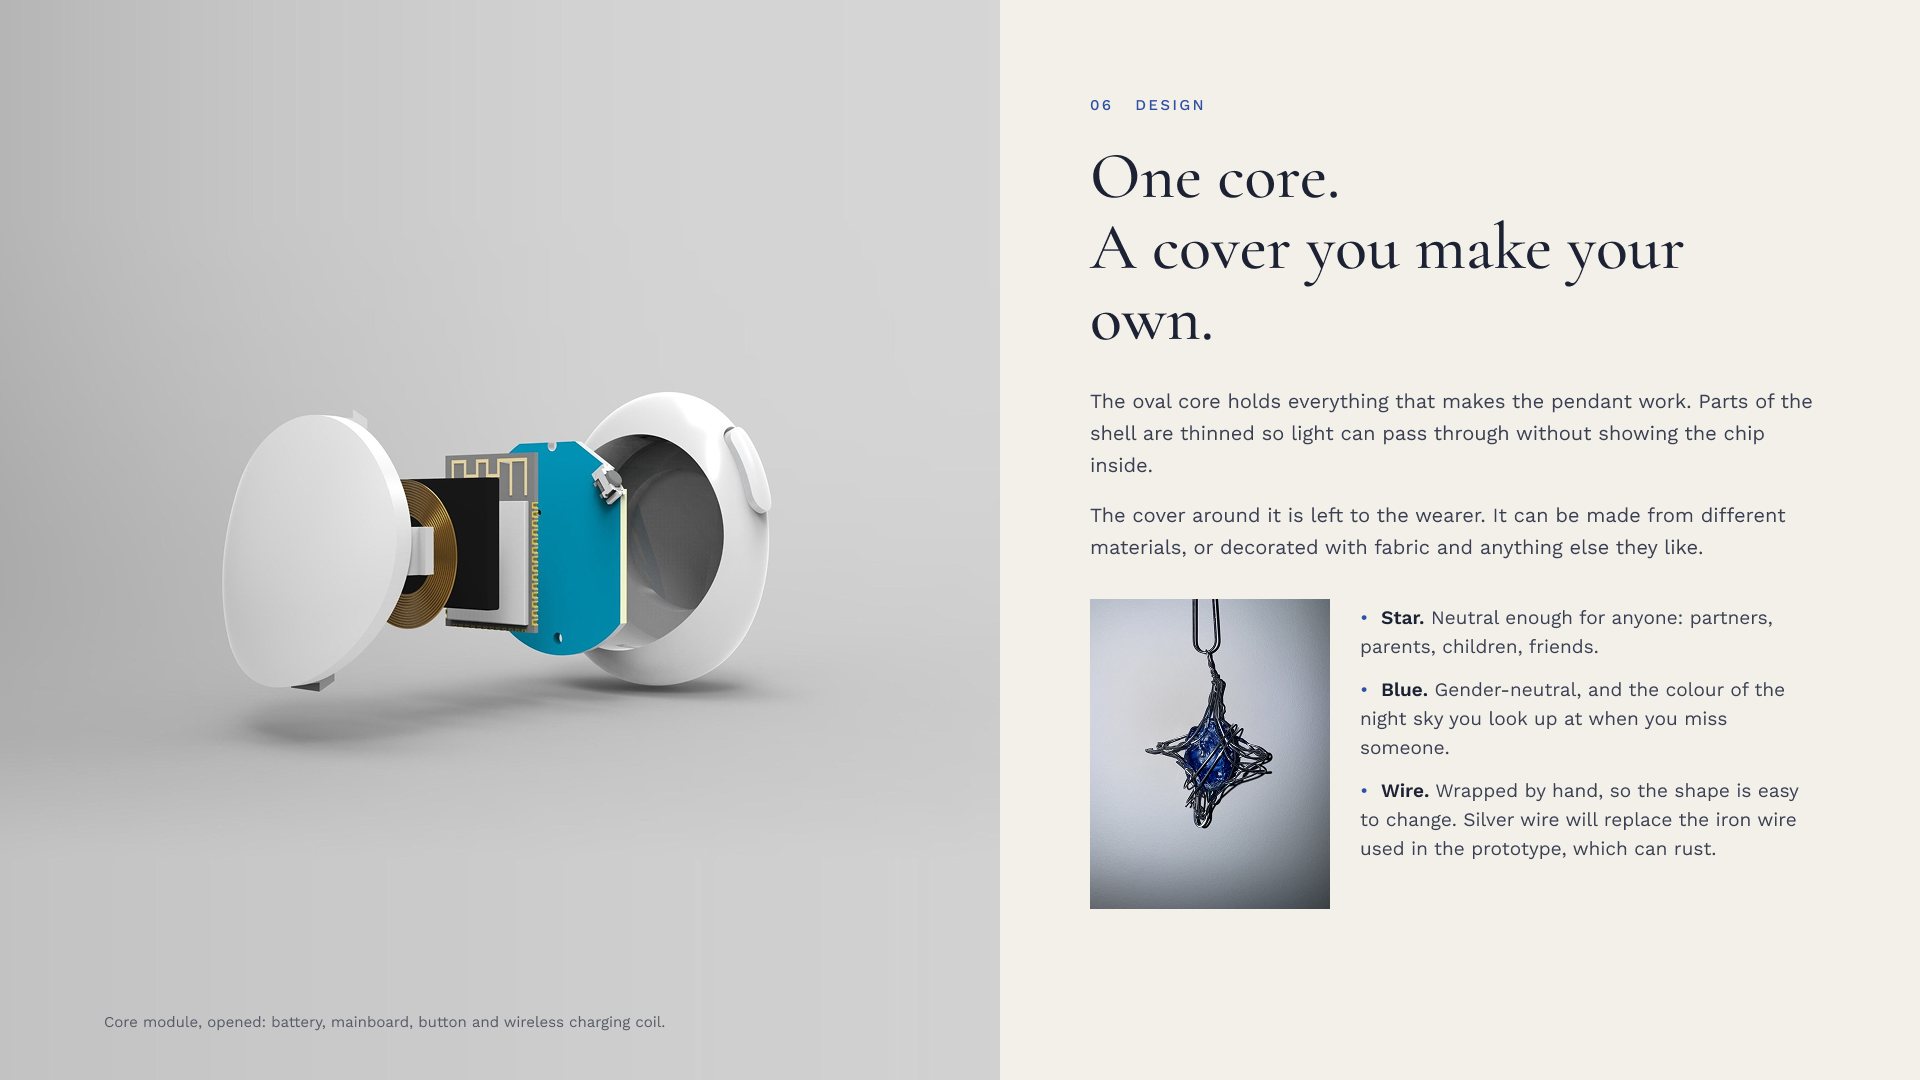 06 DESIGN
One core.
A cover you make your
own.
The oval core holds everything that makes the pendant work. Parts of the
shell are thinned so light can pass through without showing the chip
inside.
The cover around it is left to the wearer. It can be made from different
materials, or decorated with fabric and anything else they like.
• Star. Neutral enough for anyone: partners,
parents, children, friends.
• Blue. Gender-neutral, and the colour of the
night sky you look up at when you miss
someone.
• Wire. Wrapped by hand, so the shape is easy
to change. Silver wire will replace the iron wire
used in the prototype, which can rust.
Core module, opened: battery, mainboard, button and wireless charging coil.